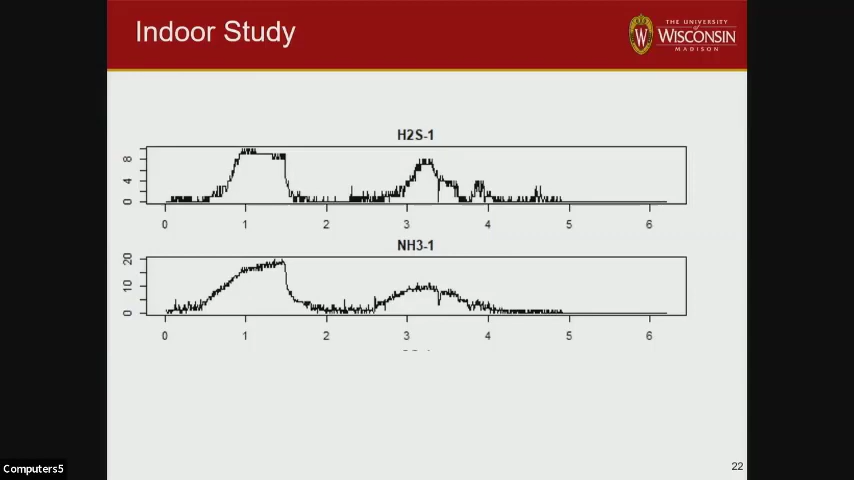 Indoor Study
THE UNIVERSITY
of
WISCONSIN
MADISON
W
H2S-1
8
4
0
0 1 2 3 4 5 6
NH3-1
20
10
0
0 1 2 3 4 5 6
22
Computers5